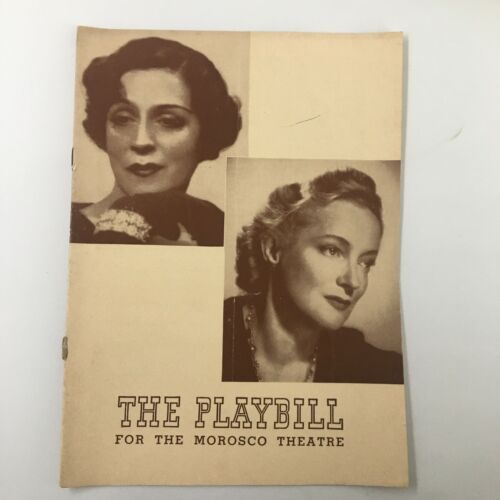 THE PLAYBILL
FOR THE MOROSCO THEATRE